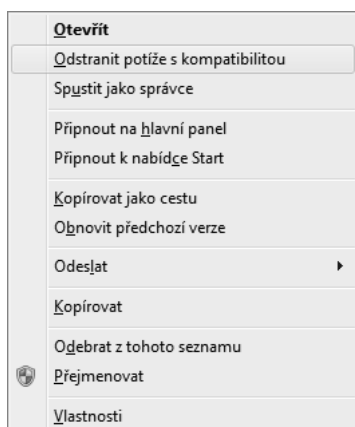 Otevřít
Odstranit potíže s kompatibilitou
Spustit jako správce
Připnout na hlavní panel
Připnout k nabídce Start
Kopírovat jako cestu
Obnovit předchozí verze
Odeslat
Kopírovat
Odebrat z tohoto seznamu
Přejmenovat
Vlastnosti